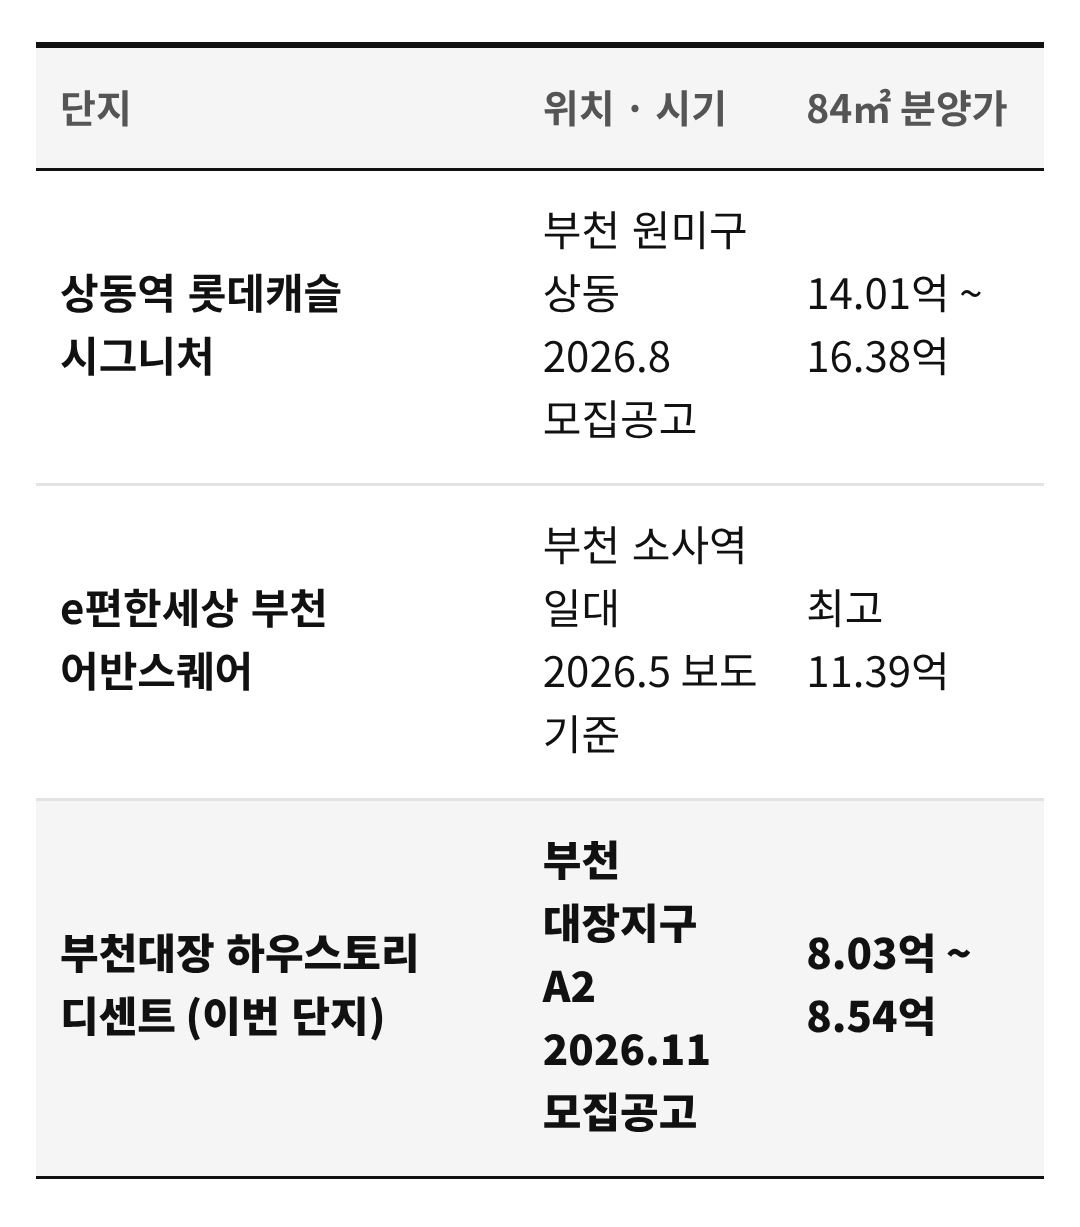 단지 위치 · 시기 84㎡ 분양가
상동역 롯데캐슬
시그니처
부천 원미구
상동
2026.8
모집공고
14.01억 ~
16.38억
e편한세상 부천
어반스퀘어
부천 소사역
일대
2026.5 보도
기준
최고
11.39억
부천대장 하우스토리
디센트 (이번 단지)
부천
대장지구
A2
2026.11
모집공고
8.03억 ~
8.54억